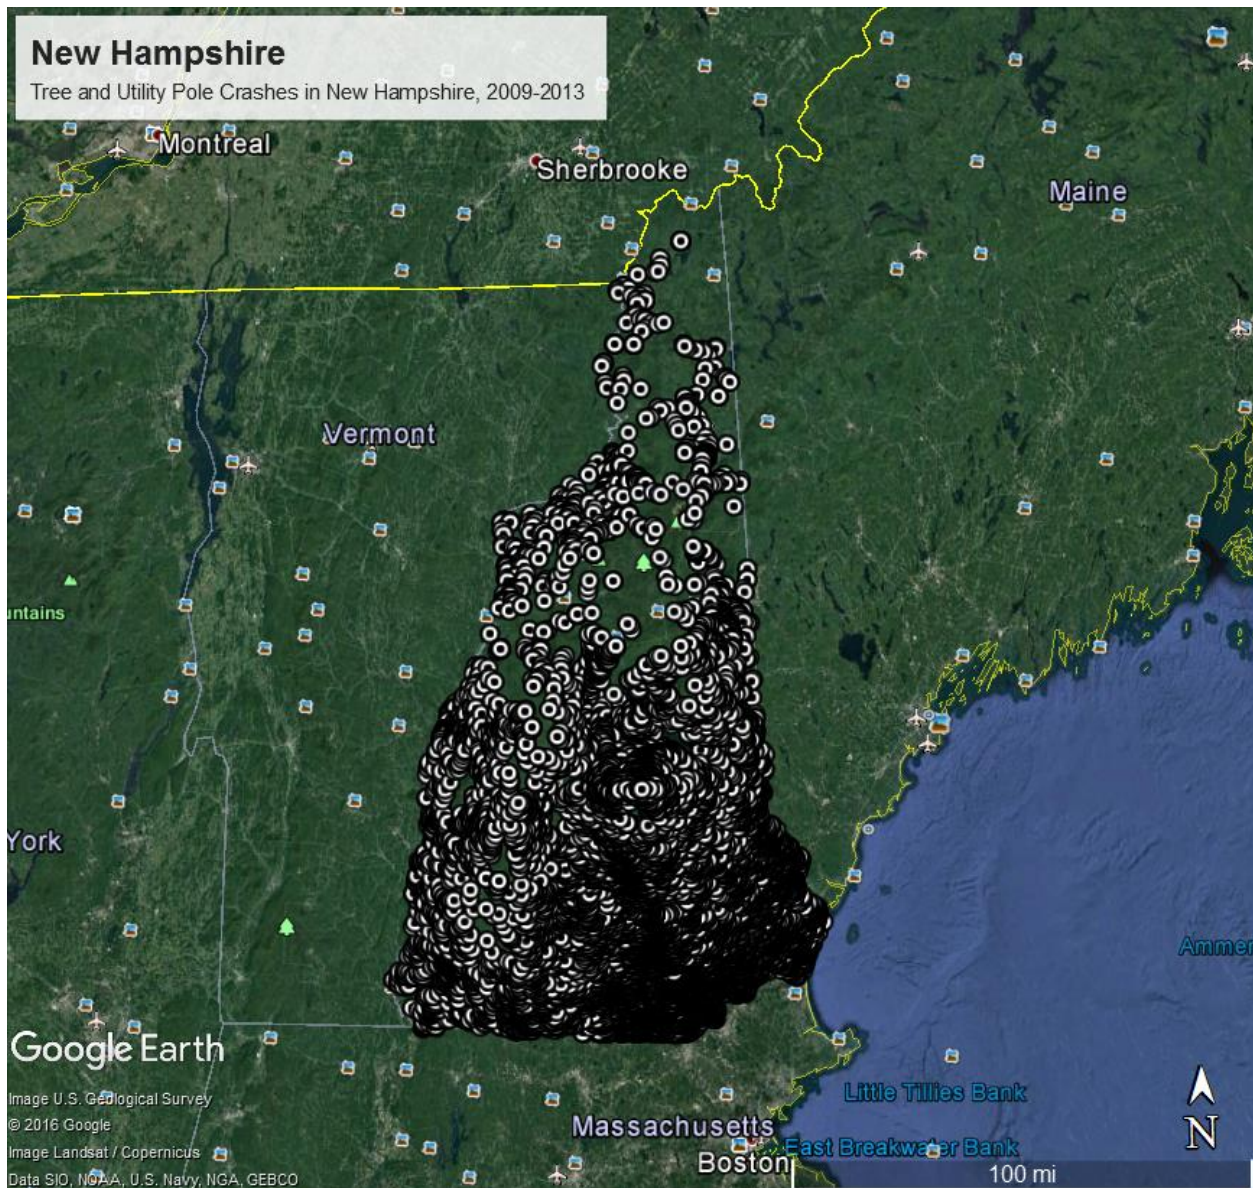 New Hampshire
Tree and Utility Pole Crashes in New Hampshire, 2009-2013
Montreal
Sherbrooke
Maine
Vermont
untains
York
Ammer
Google Earth
Image U.S. Geological Survey
© 2016 Google
Image Landsat / Copernicus
Data SIO, NOAA, U.S. Navy, NGA, GEBCO
Little Tillies Bank
Massachusetts
East Breakwater Bank
Boston
100 mi
N